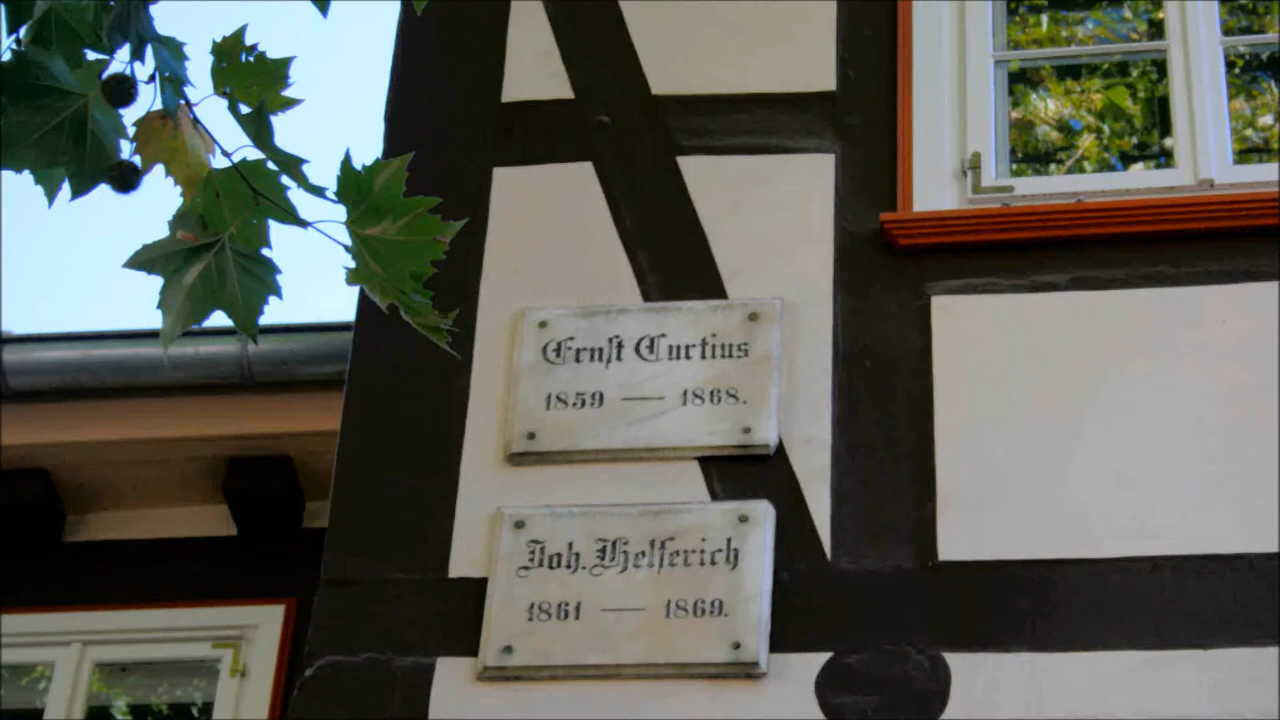 Ernſt Curtius
1859 — 1868.
Joh. Helferich
1861 — 1869.